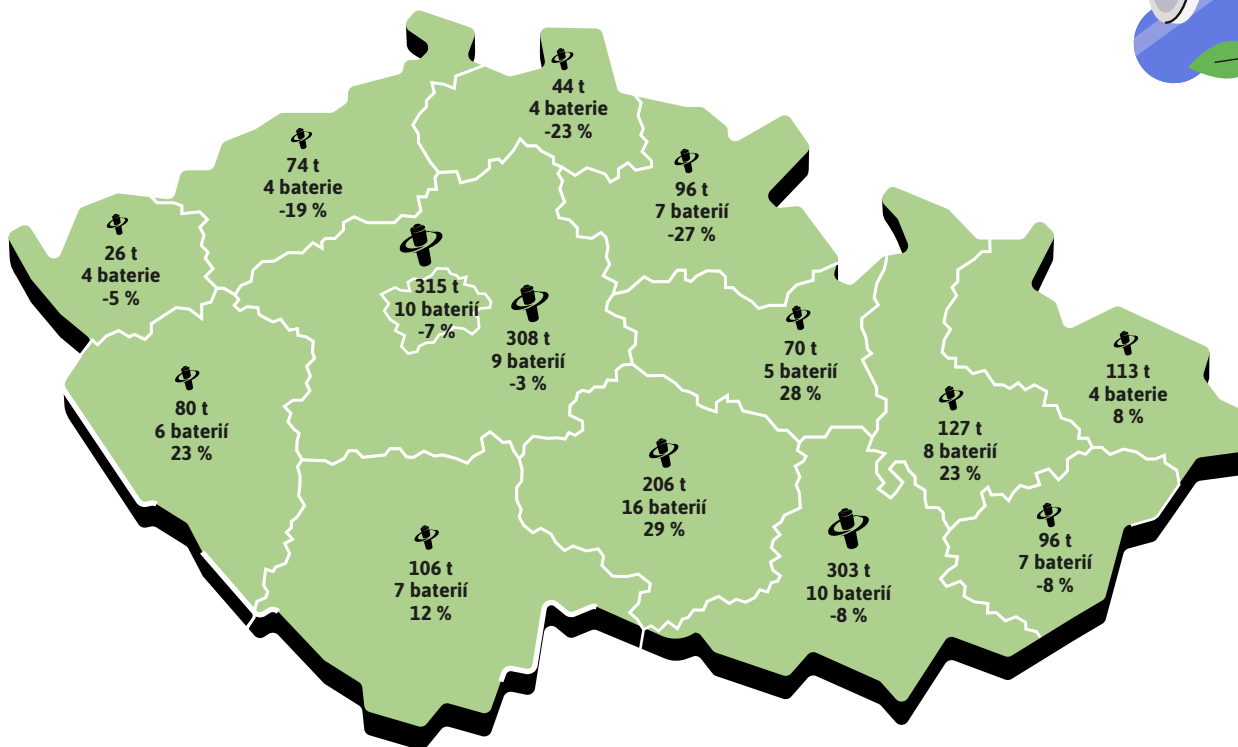 44 t
4 baterie
-23 %
74 t
4 baterie
-19 %
96 t
7 baterií
-27 %
26 t
4 baterie
-5 %
315 t
10 baterií
-7 %
308 t
9 baterií
-3 %
70 t
5 baterií
28 %
113 t
4 baterie
8 %
80 t
6 baterií
23 %
127 t
8 baterií
23 %
206 t
16 baterií
29 %
96 t
7 baterií
-8 %
106 t
7 baterií
12 %
303 t
10 baterií
-8 %